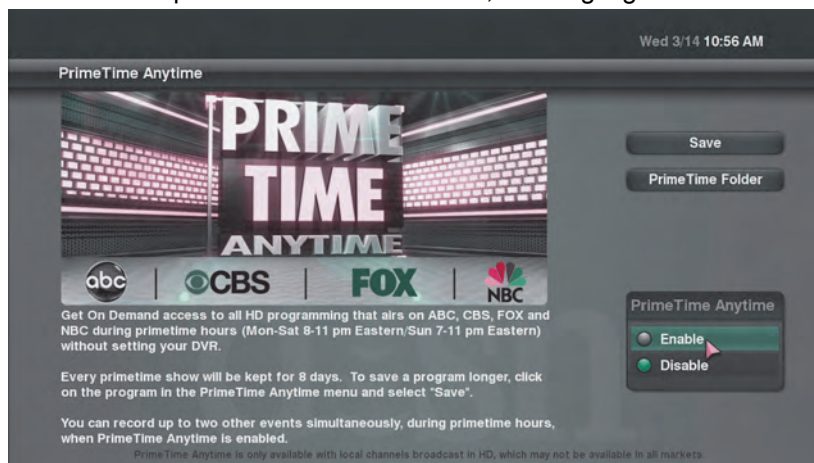 Wed 3/14 10:56 AM
PrimeTime Anytime
PRIME
TIME
ANYTIME
abc
CBS
FOX
NBC
Save
PrimeTime Folder
Get On Demand access to all HD programming that airs on ABC, CBS, FOX and
NBC during primetime hours (Mon-Sat 8-11 pm Eastern/Sun 7-11 pm Eastern)
without setting your DVR.
Every primetime show will be kept for 8 days. To save a program longer, click
on the program in the PrimeTime Anytime menu and select "Save".
You can record up to two other events simultaneously, during primetime hours,
when PrimeTime Anytime is enabled.
PrimeTime Anytime
Enable
Disable
PrimeTime Anytime is only available with local channels broadcast in HD, which may not be available in all markets.